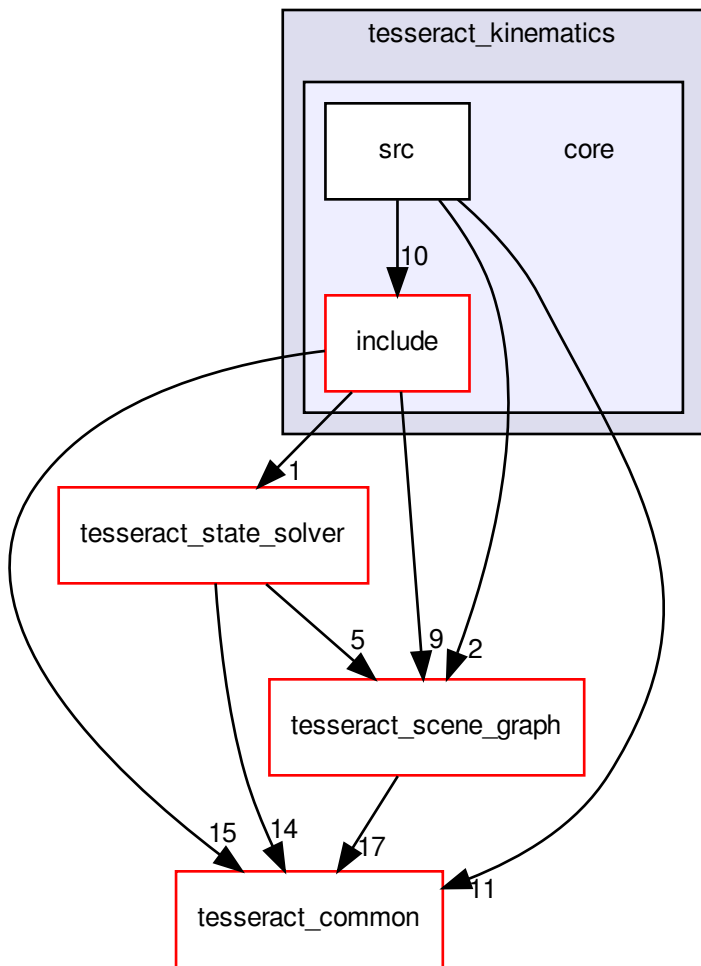 tesseract_kinematics
src
core
10
include
1
tesseract_state_solver
5
9
2
tesseract_scene_graph
15
14
17
11
tesseract_common